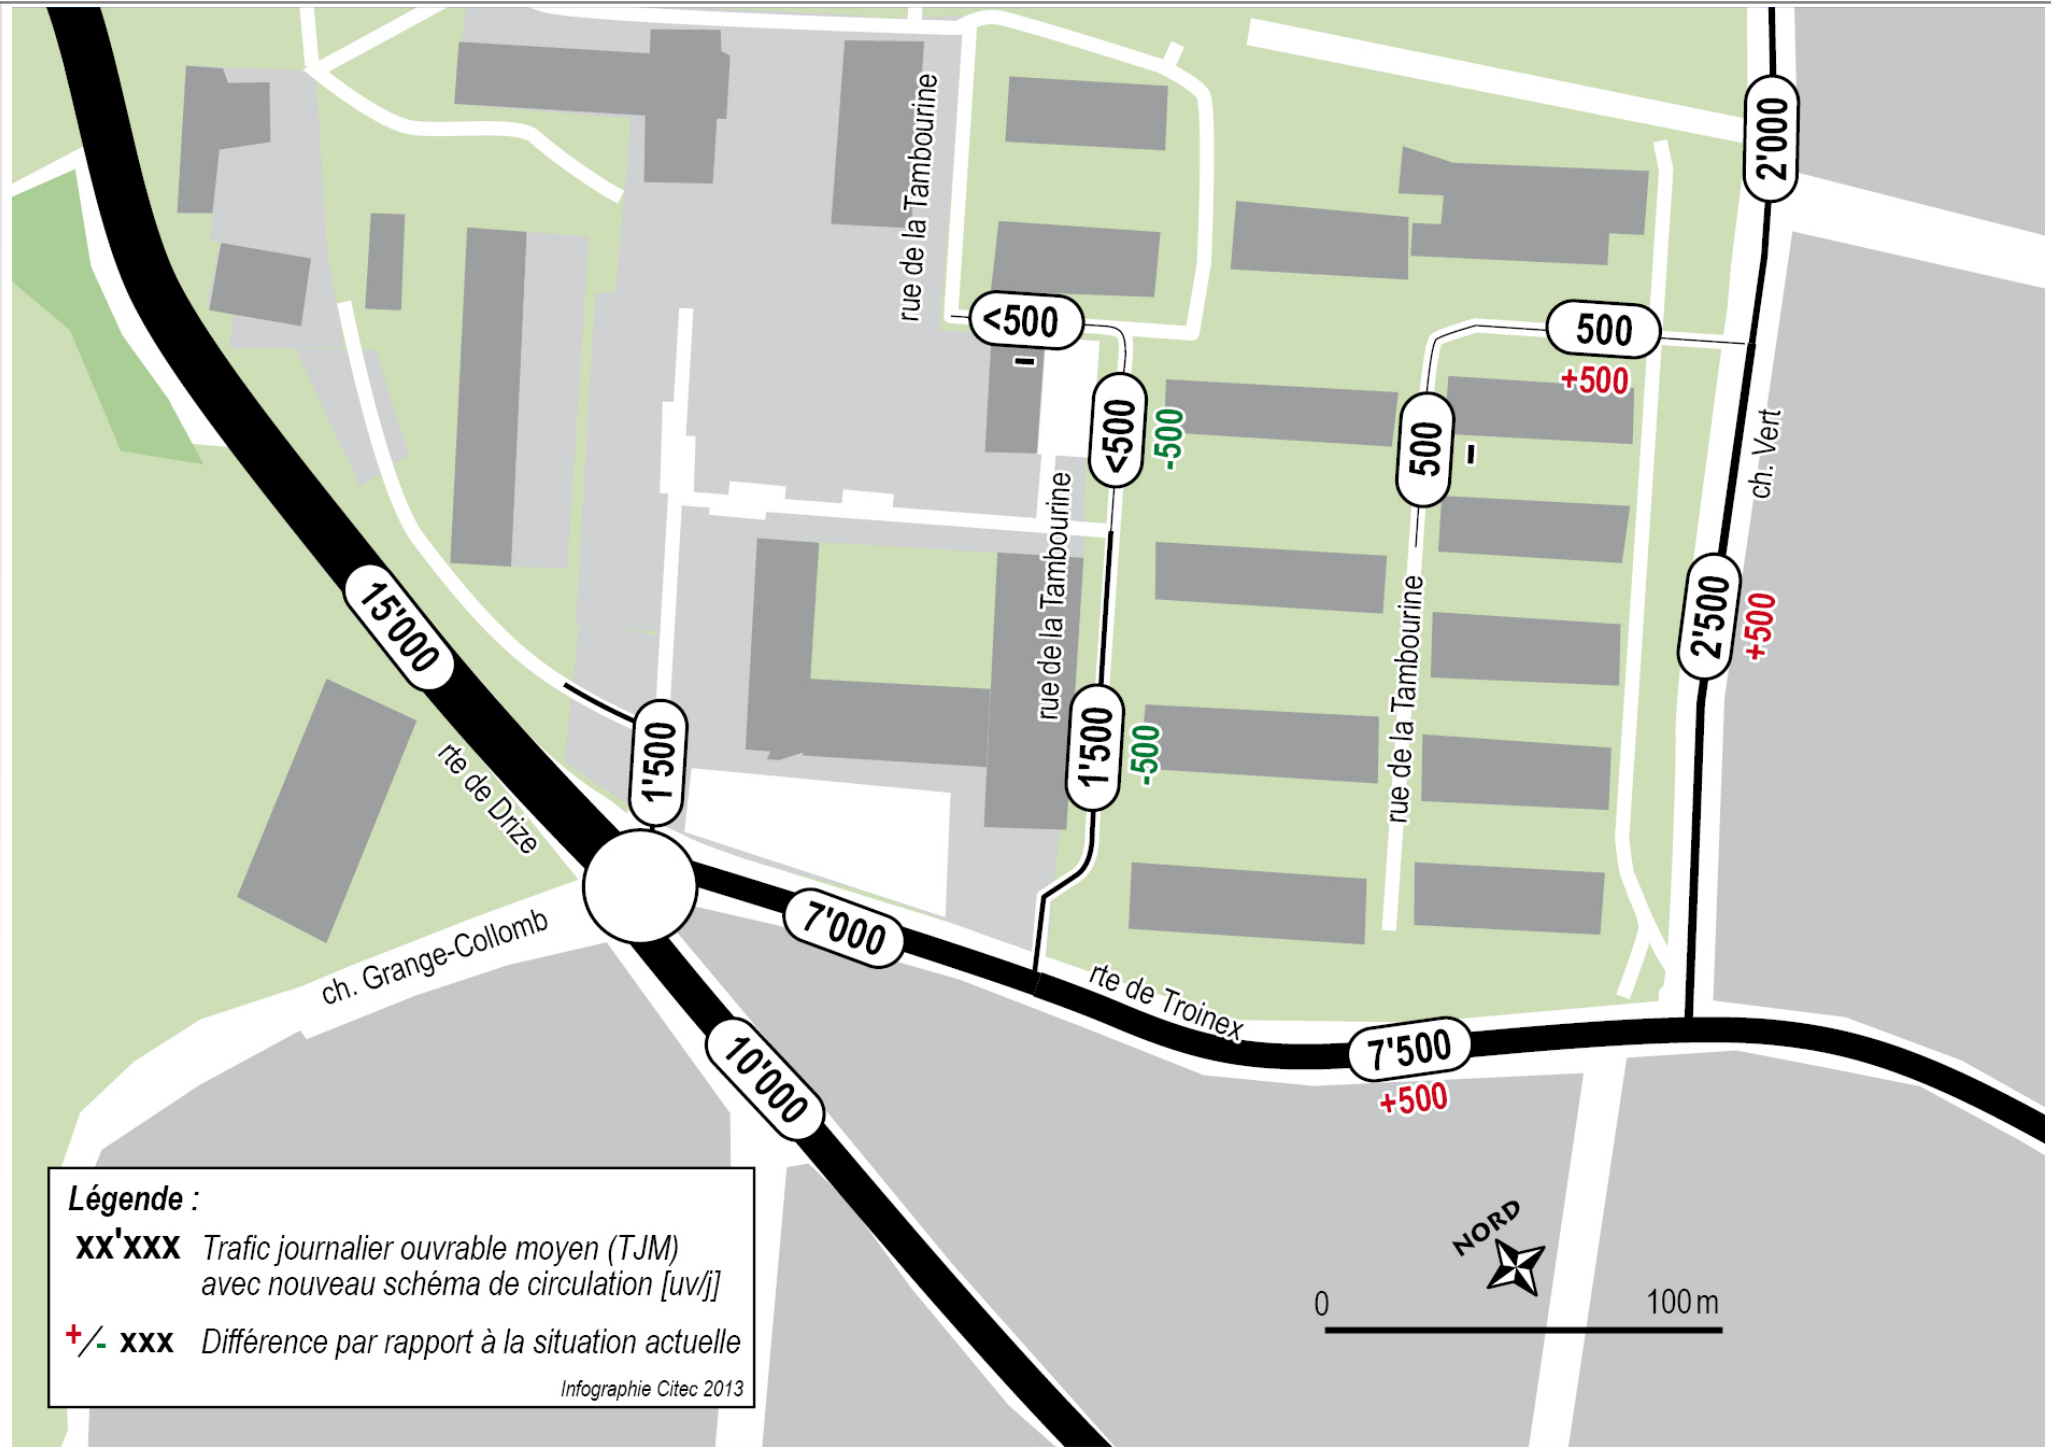 2'000
rue de la Tambourine
<500
-
500
+500
<500
-500
500
-
ch. Vert
rue de la Tambourine
15'000
2'500
+500
rue de la Tambourine
1'500
1'500
-500
rte de Drize
7'000
ch. Grange-Collomb
rte de Troinex
7'500
+500
10'000
Légende :
xx'xxx Trafic journalier ouvrable moyen (TJM)
avec nouveau schéma de circulation [uv/j]
+/- xxx Différence par rapport à la situation actuelle
Infographie Citec 2013
NORD
0 100 m